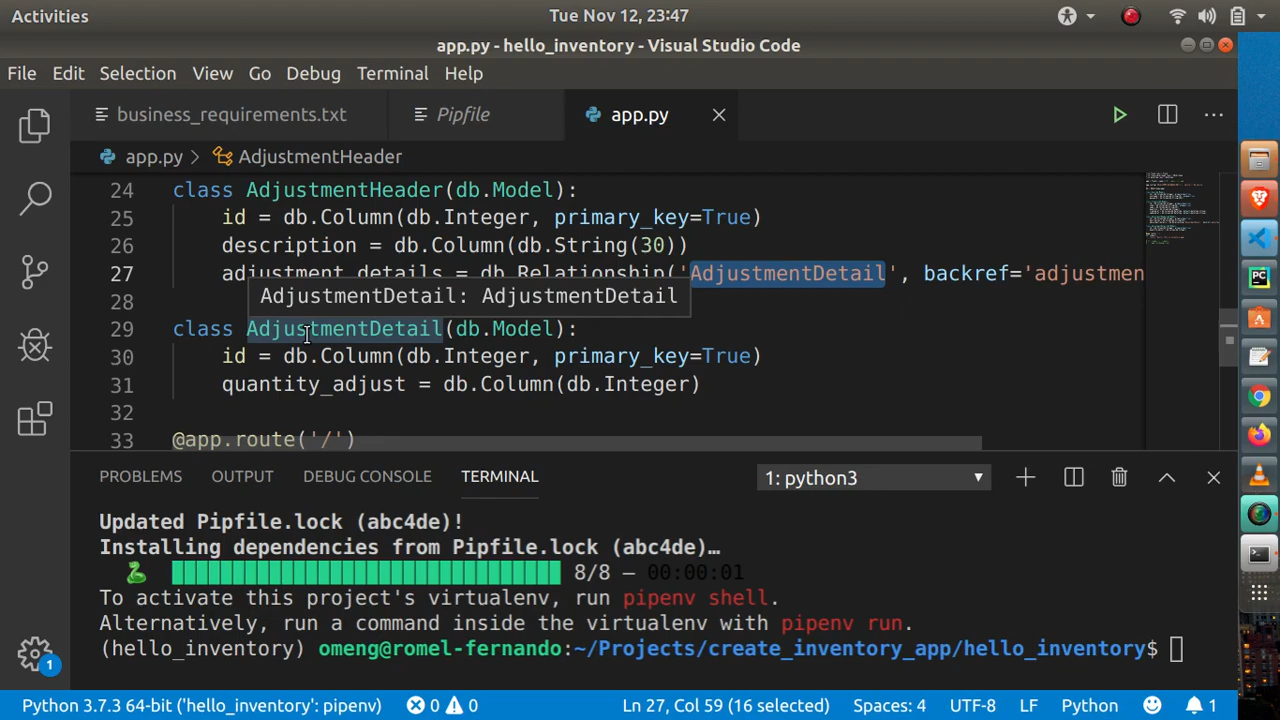 Activities
Tue Nov 12, 23:47
app.py - hello_inventory - Visual Studio Code
File Edit Selection View Go Debug Terminal Help
business_requirements.txt Pipfile app.py
app.py > AdjustmentHeader
24 class AdjustmentHeader(db.Model):
25 id = db.Column(db.Integer, primary_key=True)
26 description = db.Column(db.String(30))
27 adjustment_details = db.Relationship('AdjustmentDetail', backref='adjustmen
AdjustmentDetail: AdjustmentDetail
28
29 class AdjustmentDetail(db.Model):
30 id = db.Column(db.Integer, primary_key=True)
31 quantity_adjust = db.Column(db.Integer)
32
33 @app.route('/')
PROBLEMS OUTPUT DEBUG CONSOLE TERMINAL 1: python3
Updated Pipfile.lock (abc4de)!
Installing dependencies from Pipfile.lock (abc4de)…
8/8 — 00:00:01
To activate this project's virtualenv, run pipenv shell.
Alternatively, run a command inside the virtualenv with pipenv run.
(hello_inventory) omeng@romel-fernando:~/Projects/create_inventory_app/hello_inventory$
1
Python 3.7.3 64-bit ('hello_inventory': pipenv) 0 0 Ln 27, Col 59 (16 selected) Spaces: 4 UTF-8 LF Python 1